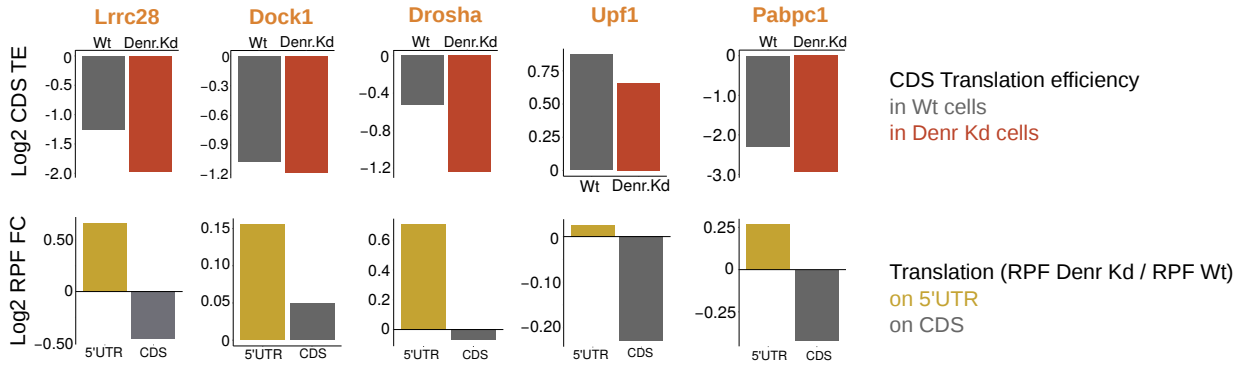 Lrrc28 Dock1 Drosha Upf1 Pabpc1
Log2 CDS TE
Wt Denr.Kd
0
-0.5
-1.0
-1.5
-2.0
Wt Denr.Kd
0
−0.3
−0.6
−0.9
−1.2
Wt Denr.Kd
0
−0.4
−0.8
−1.2
0.75
0.50
0.25
0
Wt Denr.Kd
Wt Denr.Kd
0
−1.0
−2.0
−3.0
CDS Translation efficiency
in Wt cells
in Denr Kd cells
Log2 RPF FC
0.50
0
−0.50
5'UTR CDS
0.15
0.10
0.05
0
5'UTR CDS
0.6
0.4
0.2
0
5'UTR CDS
0
−0.10
−0.20
5'UTR CDS
0.25
0
−0.25
5'UTR CDS
Translation (RPF Denr Kd / RPF Wt)
on 5'UTR
on CDS